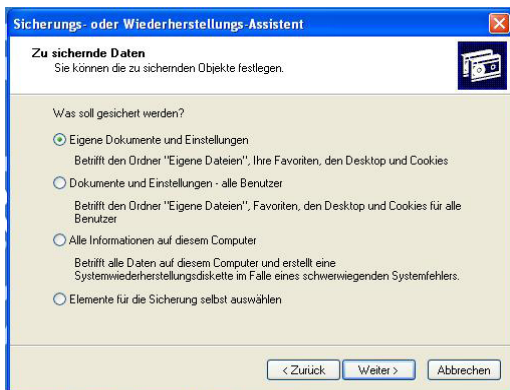 Sicherungs- oder Wiederherstellungs-Assistent
Zu sichernde Daten
Sie können die zu sichernden Objekte festlegen.
Was soll gesichert werden?
Eigene Dokumente und Einstellungen
Betrifft den Ordner "Eigene Dateien", Ihre Favoriten, den Desktop und Cookies
Dokumente und Einstellungen - alle Benutzer
Betrifft den Ordner "Eigene Dateien", Favoriten, den Desktop und Cookies für alle
Benutzer
Alle Informationen auf diesem Computer
Betrifft alle Daten auf diesem Computer und erstellt eine
Systemwiederherstellungsdiskette im Falle eines schwerwiegenden Systemfehlers.
Elemente für die Sicherung selbst auswählen
< Zurück Weiter > Abbrechen